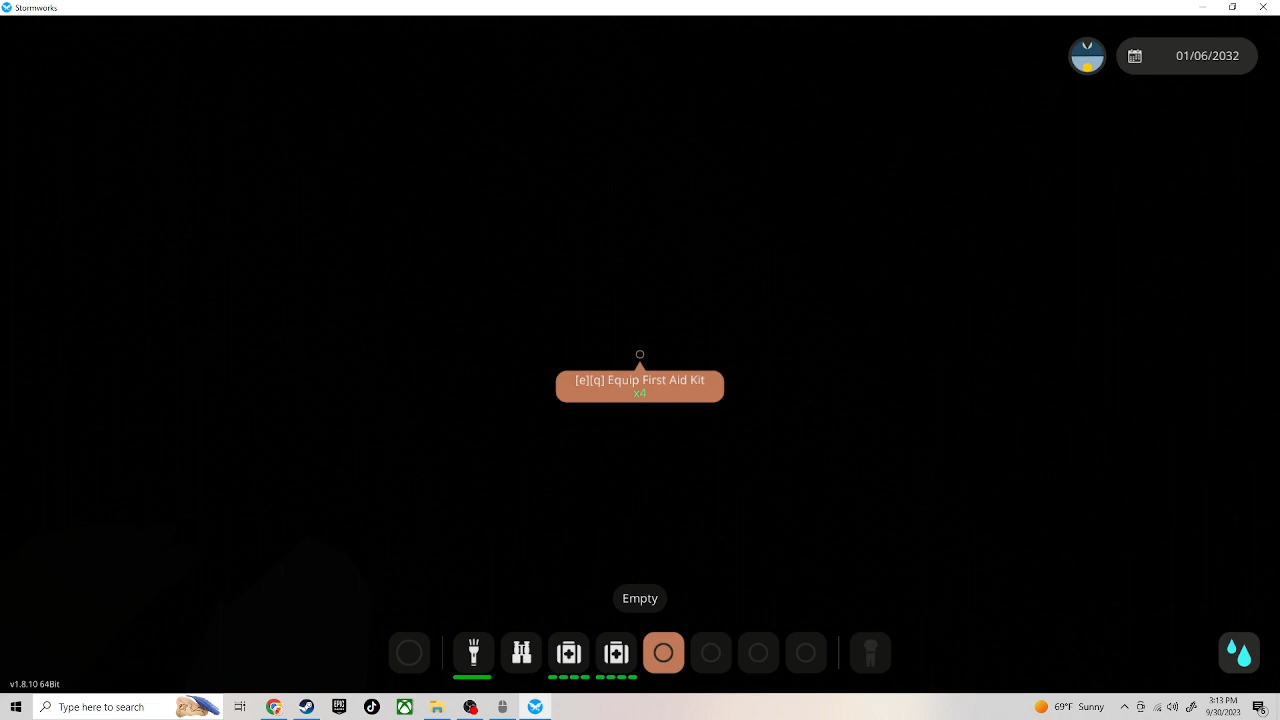 Stormworks
01/06/2032
[e][q] Equip First Aid Kit
x4
Empty
v1.8.10 64Bit
Type here to search
EPIC
69°F Sunny
3:13 PM
9/30/2023